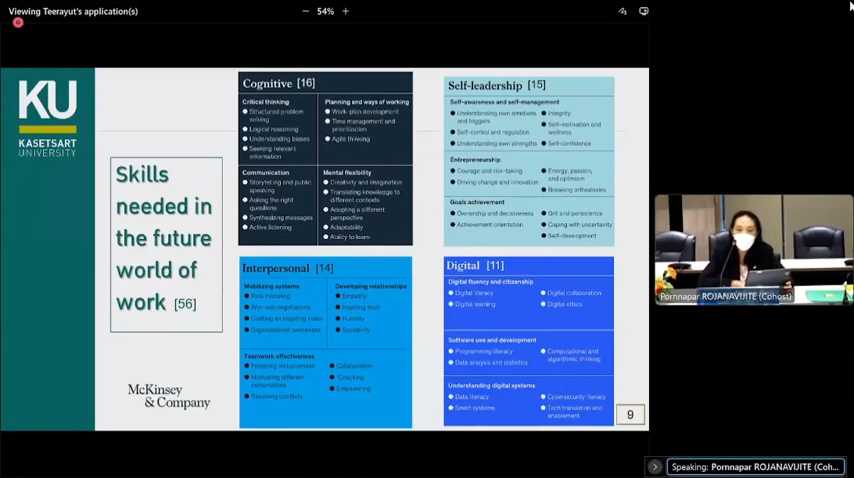 Viewing Teerayut's application(s)
54%
G
KU
KASETSART
UNIVERSITY
Skills
needed in
the future
world of
work [56]
McKinsey
& Company
Cognitive [16]
Critical thinking
Structured problem
solving
Logical reasoning
Understanding biases
Seeking relevant
information
Planning and ways of working
Work-plan development
Time management and
prioritization
Agile thinking
Communication
Storytelling and public
speaking
Asking the right
questions
Synthesizing messages
Active listening
Mental flexibility
Creativity and imagination
Translating knowledge to
different contexts
Adopting a different
perspective
Adaptability
Ability to learn
Self-leadership [15]
Self-awareness and self-management
Understanding own emotions
and triggers
Self-control and regulation
Understanding own strengths
Integrity
Self-motivation and
wellness
Self-confidence
Entrepreneurship
Courage and risk-taking
Driving change and innovation
Energy, passion,
and optimism
Breaking orthodoxies
Goals achievement
Ownership and decisiveness
Achievement orientation
Grit and persistence
Coping with uncertainty
Self-development
Interpersonal [14]
Mobilizing systems
Role modeling
Win-win negotiations
Crafting an inspiring vision
Organizational awareness
Developing relationships
Empathy
Inspiring trust
Humility
Sociability
Teamwork effectiveness
Fostering inclusiveness
Motivating different
personalities
Resolving conflicts
Collaboration
Coaching
Empowering
Digital [11]
Digital fluency and citizenship
Digital literacy
Digital learning
Digital collaboration
Digital ethics
Software use and development
Programming literacy
Data analysis and statistics
Computational and
algorithmic thinking
Understanding digital systems
Data literacy
Smart systems
Cybersecurity literacy
Tech translation and
enablement
9
Pornnapar ROJANAVIJITE (Cohost)
Speaking: Pornnapar ROJANAVIJITE (Coh...